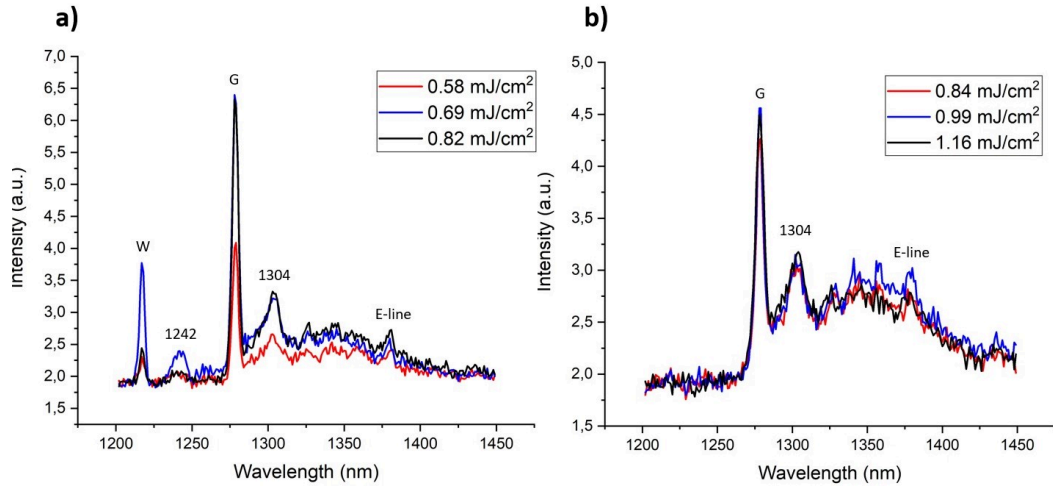 a)
7,0
6,5
6,0
5,5
5,0
4,5
4,0
3,5
3,0
2,5
2,0
1,5
Intensity (a.u.)
G
W
1242
1304
E-line
0.58 mJ/cm²
0.69 mJ/cm²
0.82 mJ/cm²
1200 1250 1300 1350 1400 1450
Wavelength (nm)
b)
5,0
4,5
4,0
3,5
3,0
2,5
2,0
1,5
Intensity (a.u.)
G
1304
E-line
0.84 mJ/cm²
0.99 mJ/cm²
1.16 mJ/cm²
1200 1250 1300 1350 1400 1450
Wavelength (nm)